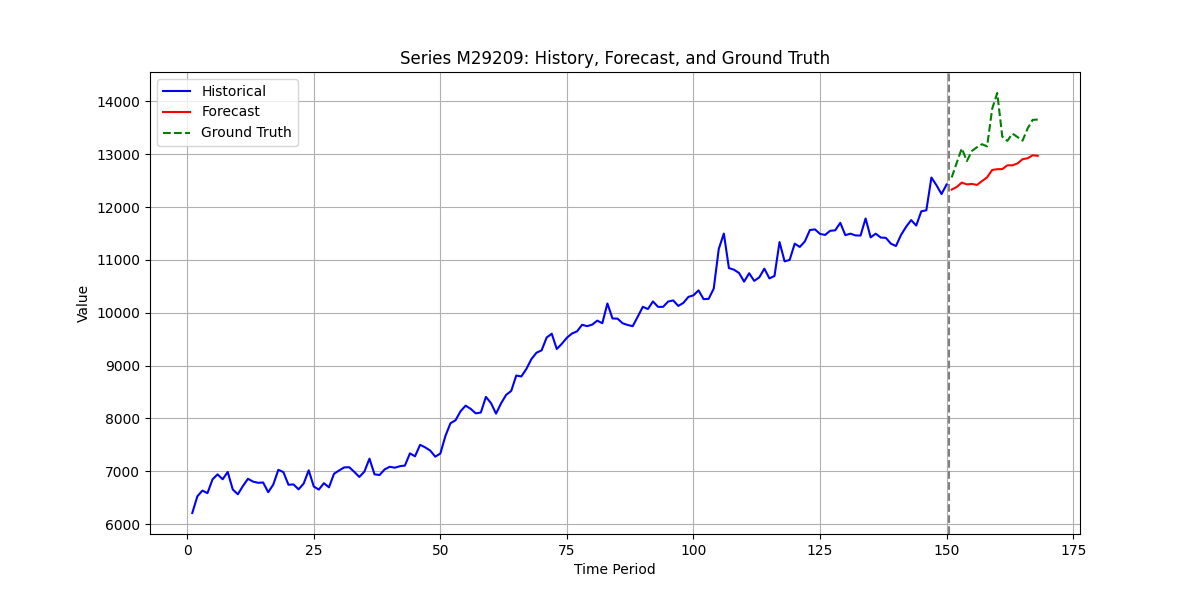 Series M29209: History, Forecast, and Ground Truth
Historical
Forecast
Ground Truth
Value
14000
13000
12000
11000
10000
9000
8000
7000
6000
0 25 50 75 100 125 150 175
Time Period